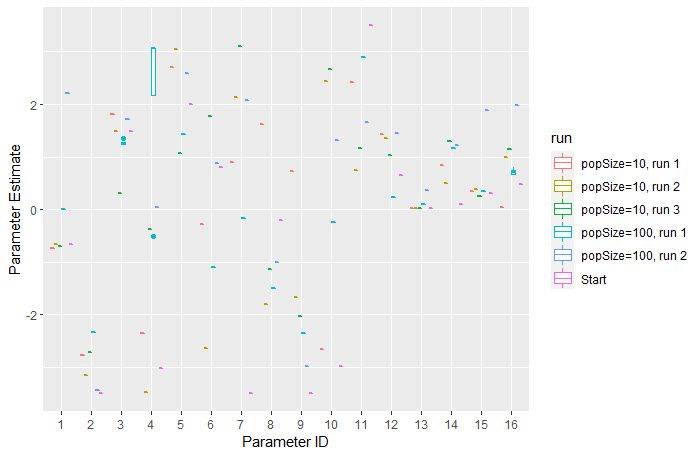 run
popSize=10, run 1
popSize=10, run 2
popSize=10, run 3
popSize=100, run 1
popSize=100, run 2
Start
Parameter Estimate
2
0
-2
1 2 3 4 5 6 7 8 9 10 11 12 13 14 15 16
Parameter ID